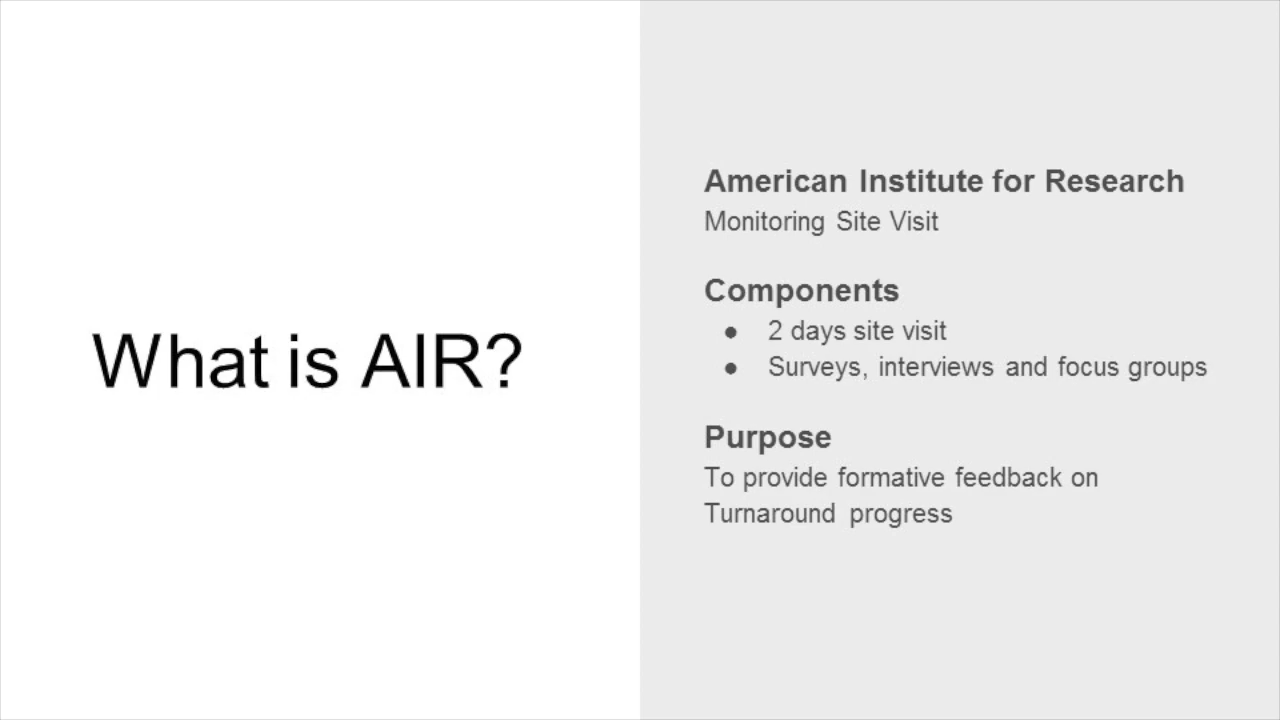 What is AIR?
American Institute for Research
Monitoring Site Visit
Components
● 2 days site visit
● Surveys, interviews and focus groups
Purpose
To provide formative feedback on
Turnaround progress